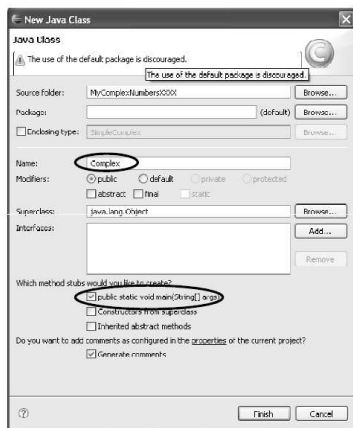 New Java Class
Java Class
The use of the default package is discouraged.
The use of the default package is discouraged.
Source folder: MyComplexNumbersXXXX Browse...
Package: (default) Browse...
Enclosing type: SimpleComplex Browse...
Name: Complex
Modifiers: public default private protected
abstract final static
Superclass: java.lang.Object Browse...
Interfaces: Add...
Remove
Which method stubs would you like to create?
public static void main(String[] args)
Constructors from superclass
Inherited abstract methods
Do you want to add comments as configured in the properties of the current project?
Generate comments
Finish Cancel